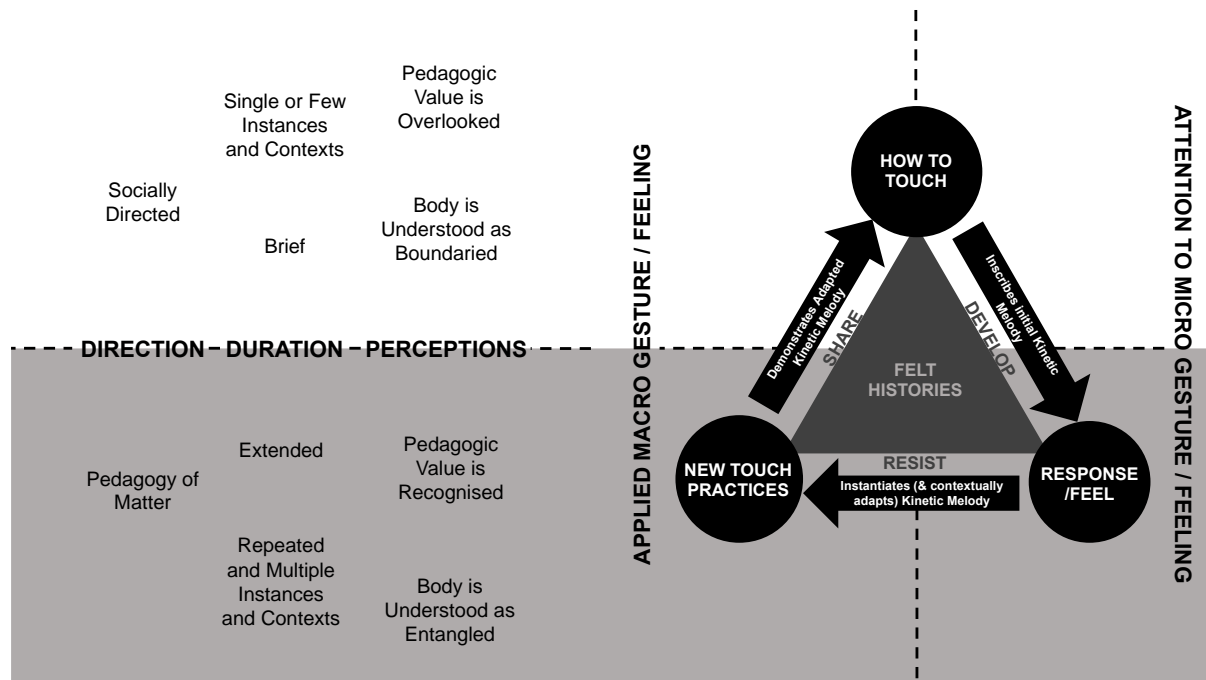 Socially
Directed
Single or Few
Instances
and Contexts
Brief
Pedagogic
Value is
Overlooked
Body is
Understood as
Boundaried
DIRECTION
DURATION
PERCEPTIONS
Pedagogy of
Matter
Extended
Repeated
and Multiple
Instances
and Contexts
Pedagogic
Value is
Recognised
Body is
Understood as
Entangled
APPLIED MACRO GESTURE / FEELING
HOW TO
TOUCH
Demonstrates Adapted
Kinetic Melody
SHARE
Inscribes initial Kinetic
Melody
DEVELOP
FELT
HISTORIES
NEW TOUCH
PRACTICES
RESIST
Instantiates (& contextually
adapts) Kinetic Melody
RESPONSE
/FEEL
ATTENTION TO MICRO GESTURE / FEELING